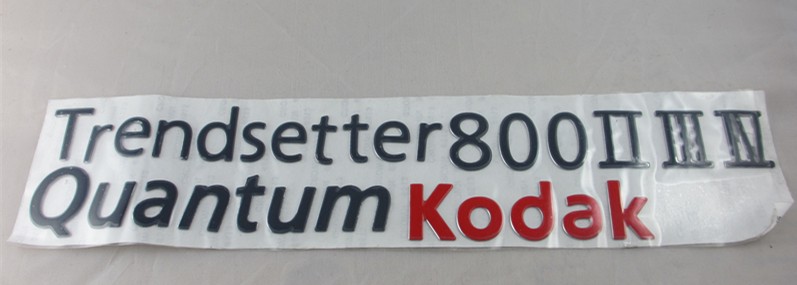 Trendsetter800 II III IV
Quantum Kodak